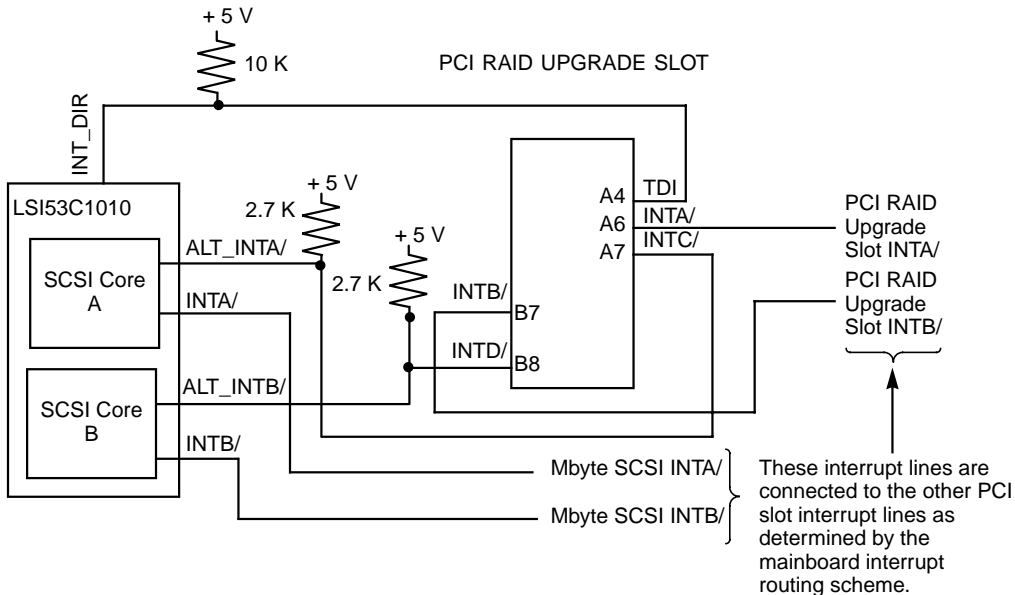 + 5 V
10 K
PCI RAID UPGRADE SLOT
INT_DIR
LSI53C1010
+ 5 V
2.7 K
ALT_INTA/
+ 5 V
2.7 K
SCSI Core
A
INTA/
A4
TDI
A6
INTA/
A7
INTC/
PCI RAID
Upgrade
Slot INTA/
PCI RAID
Upgrade
Slot INTB/
INTB/
B7
INTD/
B8
ALT_INTB/
SCSI Core
B
INTB/
Mbyte SCSI INTA/
Mbyte SCSI INTB/
These interrupt lines are
connected to the other PCI
slot interrupt lines as
determined by the
mainboard interrupt
routing scheme.